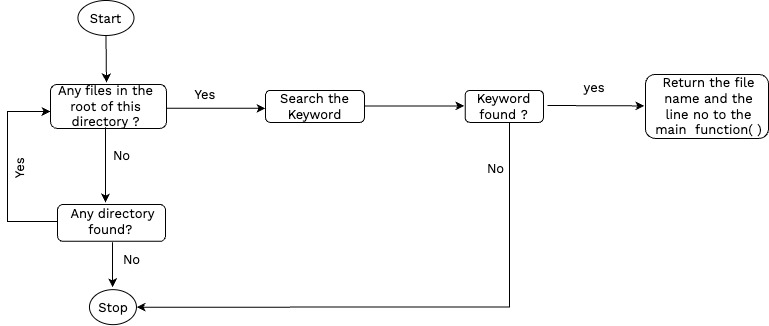 Start
Any files in the
root of this
directory ?
Yes
Search the
Keyword
Keyword
found ?
yes
Return the file
name and the
line no to the
main function( )
No
Yes
No
Any directory
found?
No
Stop